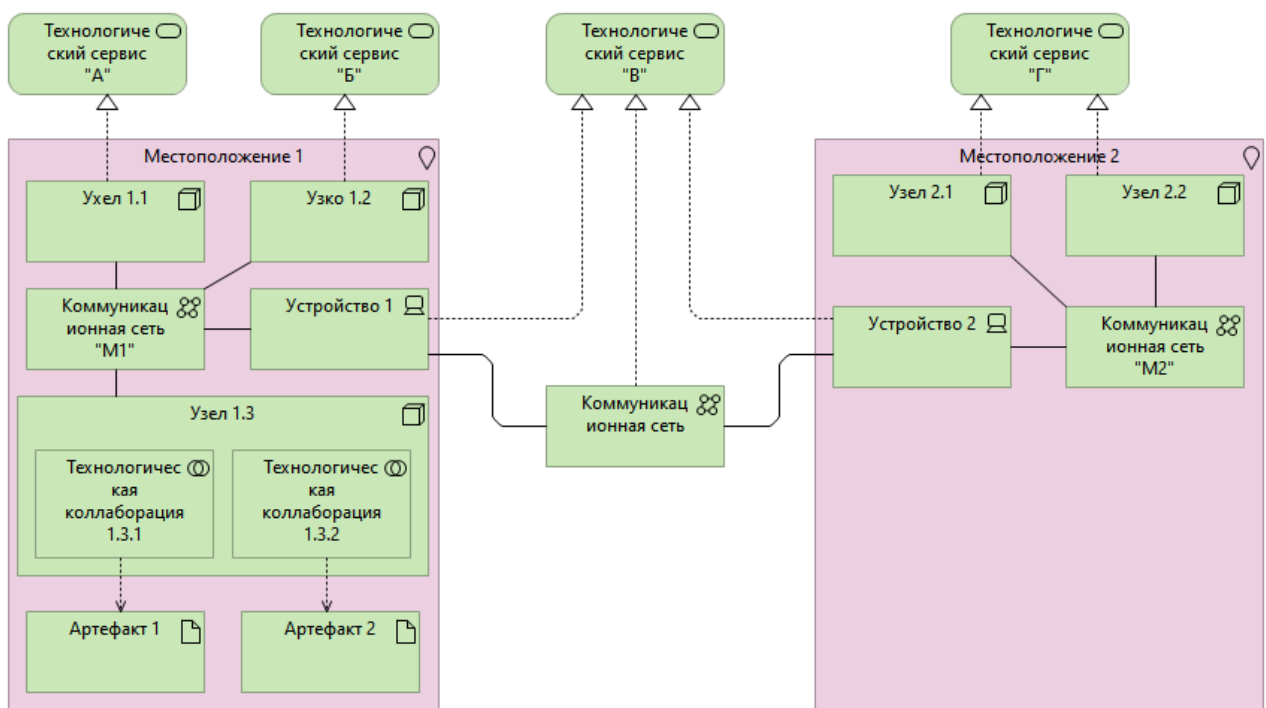 Технологиче
ский сервис
"А"
Технологиче
ский сервис
"Б"
Технологиче
ский сервис
"В"
Технологиче
ский сервис
"Г"
Местоположение 1
Ухел 1.1
Узко 1.2
Коммуникац
ионная сеть
"М1"
Устройство 1
Узел 1.3
Технологичес
кая
коллаборация
1.3.1
Технологичес
кая
коллаборация
1.3.2
Артефакт 1
Артефакт 2
Коммуникац
ионная сеть
Местоположение 2
Узел 2.1
Узел 2.2
Устройство 2
Коммуникац
ионная сеть
"М2"